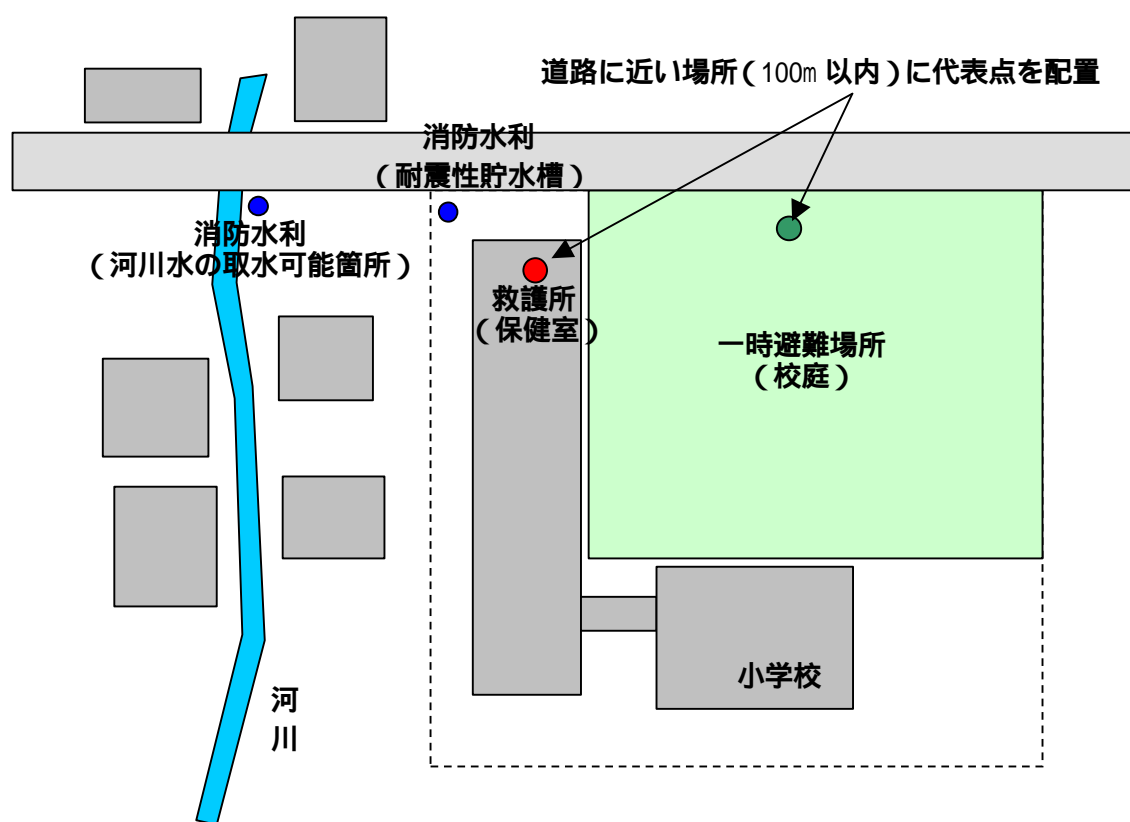 道路に近い場所(100m 以内)に代表点を配置
消防水利
(耐震性貯水槽)
消防水利
(河川水の取水可能箇所)
救護所
(保健室)
一時避難場所
(校庭)
小学校
河
川